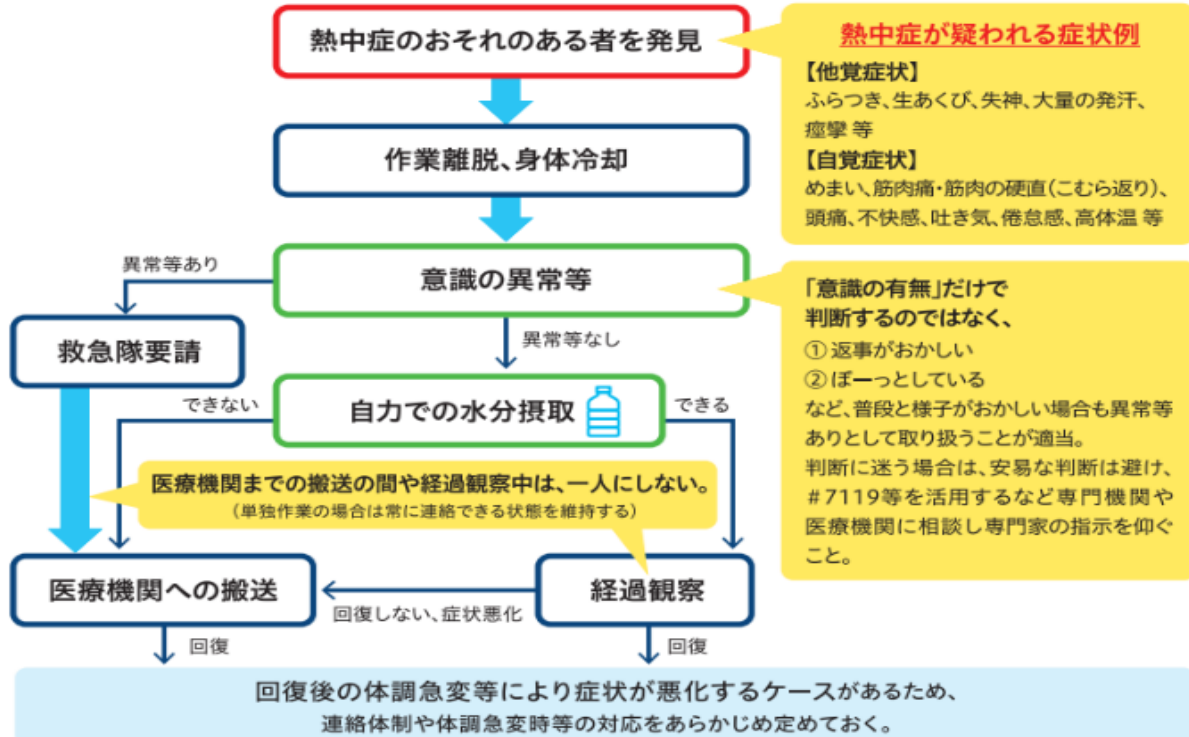 熱中症のおそれのある者を発見
熱中症が疑われる症状例
【他覚症状】
ふらつき、生あくび、失神、大量の発汗、
痙攣 等
【自覚症状】
めまい、筋肉痛・筋肉の硬直(こむら返り)、
頭痛、不快感、吐き気、倦怠感、高体温 等
作業離脱、身体冷却
意識の異常等
異常等あり
異常等なし
「意識の有無」だけで
判断するのではなく、
① 返事がおかしい
② ぼーっとしている
など、普段と様子がおかしい場合も異常等
ありとして取り扱うことが適当。
判断に迷う場合は、安易な判断は避け、
#7119等を活用するなど専門機関や
医療機関に相談し専門家の指示を仰ぐ
こと。
救急隊要請
自力での水分摂取
できない
できる
医療機関までの搬送の間や経過観察中は、一人にしない。
(単独作業の場合は常に連絡できる状態を維持する)
医療機関への搬送
経過観察
回復しない、症状悪化
回復
回復
回復後の体調急変等により症状が悪化するケースがあるため、
連絡体制や体調急変時等の対応をあらかじめ定めておく。